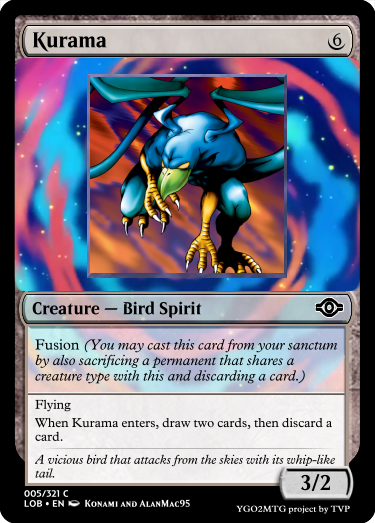 Kurama
6
Creature — Bird Spirit
Fusion (You may cast this card from your sanctum
by also sacrificing a permanent that shares a
creature type with this and discarding a card.)
Flying
When Kurama enters, draw two cards, then discard a
card.
A vicious bird that attacks from the skies with its whip-like
tail.
3/2
005/321 C
LOB • EN Konami and AlanMac95
YGO2MTG project by TVP